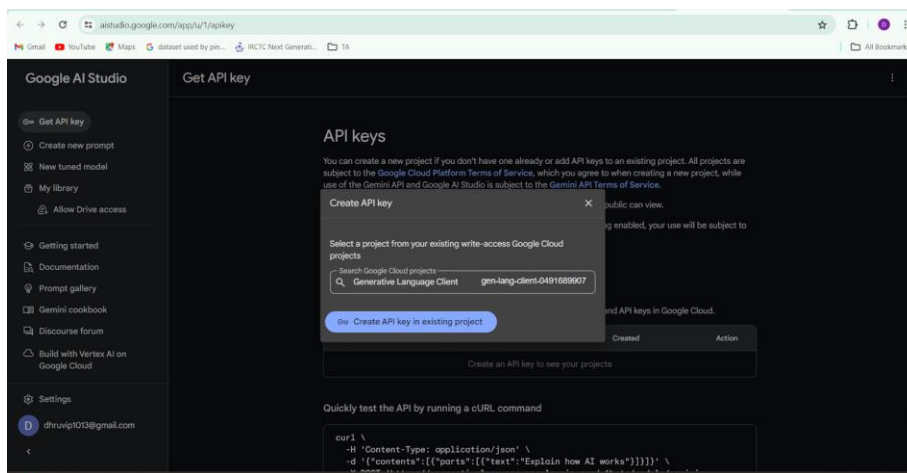 aistudio.google.com/app/u/1/apikey
D
Gmail YouTube Maps dataset used by pin... IRCTC Next Generati... TA All Bookmark
Google AI Studio
Get API key
Get API key
Create new prompt
New tuned model
My library
Allow Drive access
Getting started
Documentation
Prompt gallery
Gemini cookbook
Discourse forum
Build with Vertex AI on
Google Cloud
Settings
D dhruvip1013@gmail.com
API keys
You can create a new project if you don't have one already or add API keys to an existing project. All projects are
subject to the Google Cloud Platform Terms of Service, which you agree to when creating a new project, while
use of the Gemini API and Google AI Studio is subject to the Gemini API Terms of Service.
public can view.
enabled, your use will be subject to
Create API key
Select a project from your existing write-access Google Cloud
projects
Search Google Cloud projects
Generative Language Client gen-lang-client-0491689907
Create API key in existing project
and API keys in Google Cloud.
Created Action
Create an API key to see your projects
Quickly test the API by running a cURL command
curl \
-H 'Content-Type: application/json' \
-d '{"contents":[{"parts":[{"text":"Explain how AI works"}]}]}' \